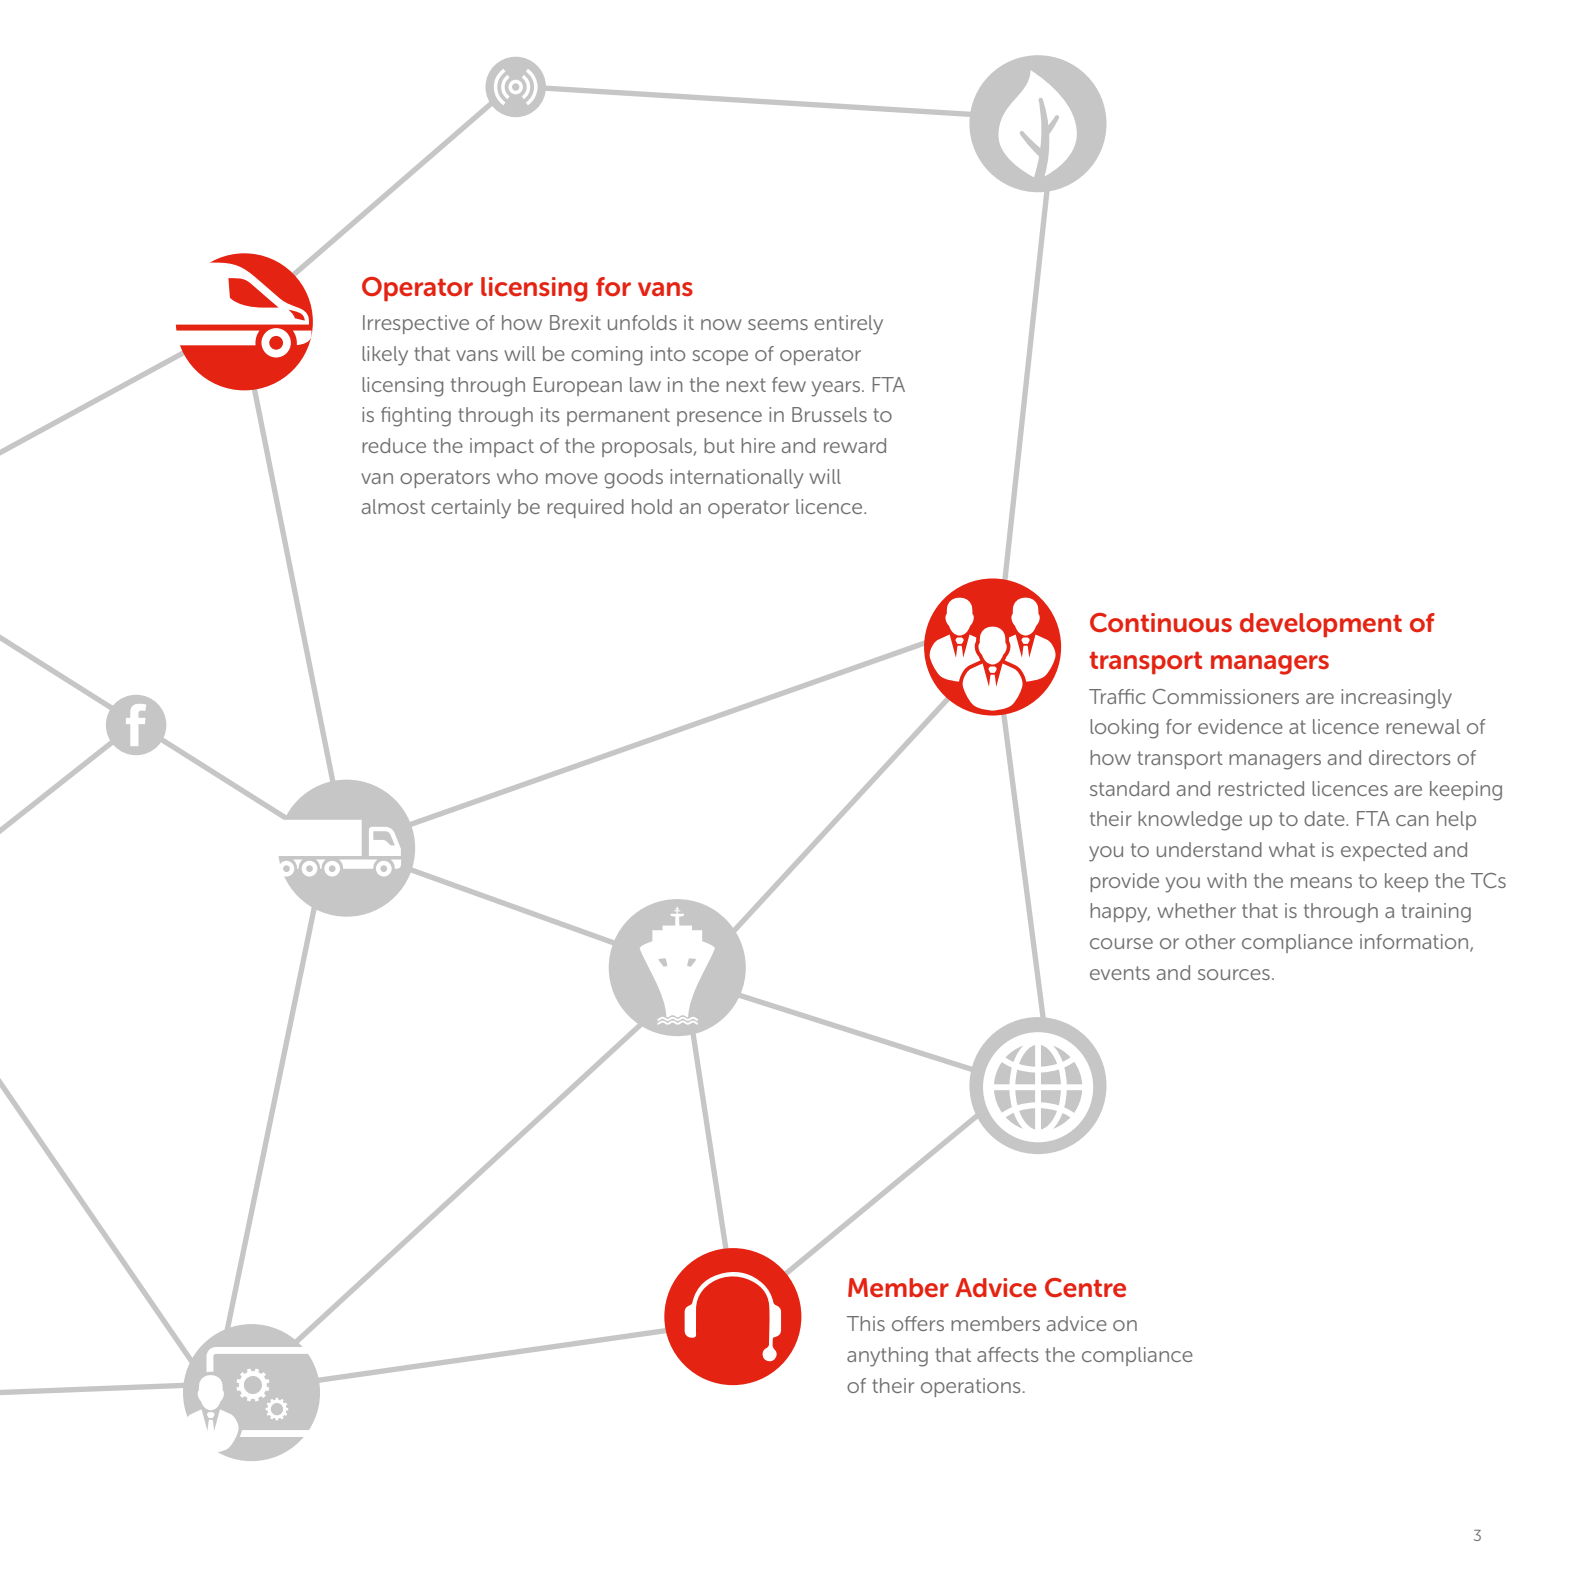 Operator licensing for vans
Irrespective of how Brexit unfolds it now seems entirely
likely that vans will be coming into scope of operator
licensing through European law in the next few years. FTA
is fighting through its permanent presence in Brussels to
reduce the impact of the proposals, but hire and reward
van operators who move goods internationally will
almost certainly be required hold an operator licence.
Continuous development of
transport managers
Traffic Commissioners are increasingly
looking for evidence at licence renewal of
how transport managers and directors of
standard and restricted licences are keeping
their knowledge up to date. FTA can help
you to understand what is expected and
provide you with the means to keep the TCs
happy, whether that is through a training
course or other compliance information,
events and sources.
f
Member Advice Centre
This offers members advice on
anything that affects the compliance
of their operations.
3